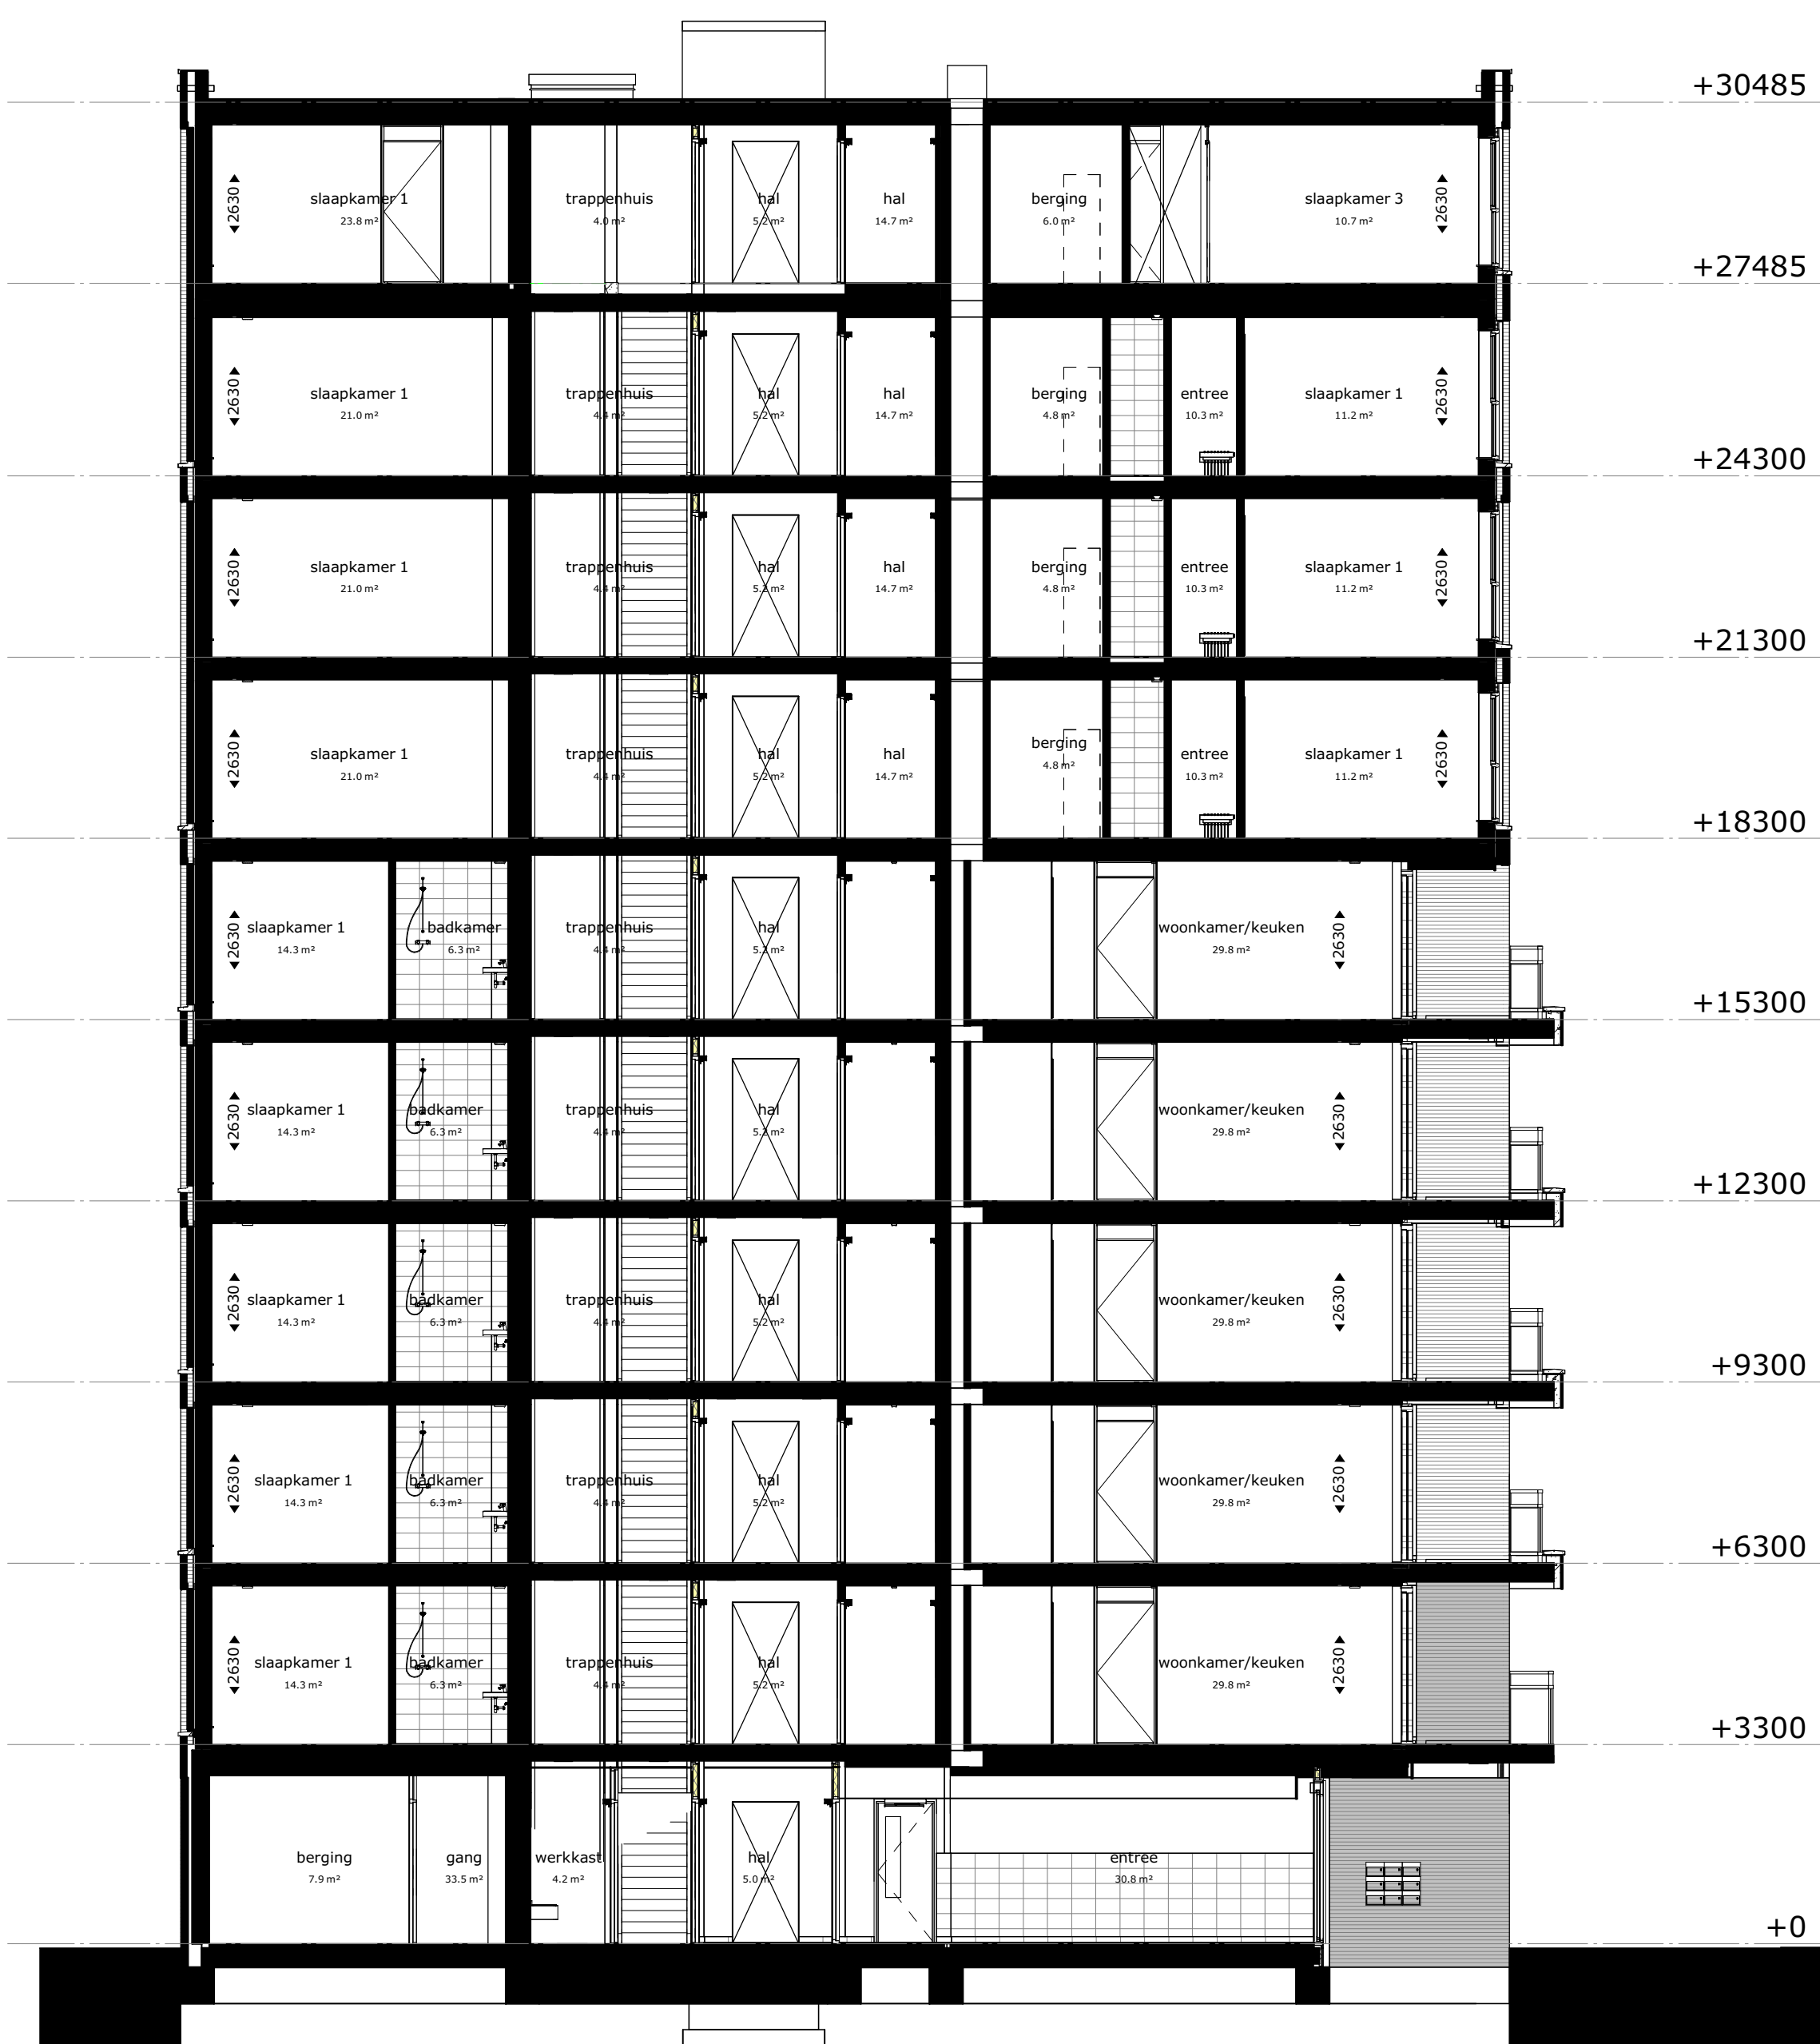 +30485
2630
slaapkamer 1
23.8 m²
trappenhuis
4.0 m²
hal
5.2 m²
hal
14.7 m²
berging
6.0 m²
slaapkamer 3
10.7 m²
2630
+27485
2630
slaapkamer 1
21.0 m²
trappenhuis
4.4 m²
hal
5.2 m²
hal
14.7 m²
berging
4.8 m²
entree
10.3 m²
slaapkamer 1
11.2 m²
2630
+24300
2630
slaapkamer 1
21.0 m²
trappenhuis
4.4 m²
hal
5.2 m²
hal
14.7 m²
berging
4.8 m²
entree
10.3 m²
slaapkamer 1
11.2 m²
2630
+21300
2630
slaapkamer 1
21.0 m²
trappenhuis
4.4 m²
hal
5.2 m²
hal
14.7 m²
berging
4.8 m²
entree
10.3 m²
slaapkamer 1
11.2 m²
2630
+18300
2630
slaapkamer 1
14.3 m²
badkamer
6.3 m²
trappenhuis
4.4 m²
hal
5.2 m²
woonkamer/keuken
29.8 m²
2630
+15300
2630
slaapkamer 1
14.3 m²
badkamer
6.3 m²
trappenhuis
4.4 m²
hal
5.2 m²
woonkamer/keuken
29.8 m²
2630
+12300
2630
slaapkamer 1
14.3 m²
badkamer
6.3 m²
trappenhuis
4.4 m²
hal
5.2 m²
woonkamer/keuken
29.8 m²
2630
+9300
2630
slaapkamer 1
14.3 m²
badkamer
6.3 m²
trappenhuis
4.4 m²
hal
5.2 m²
woonkamer/keuken
29.8 m²
2630
+6300
2630
slaapkamer 1
14.3 m²
badkamer
6.3 m²
trappenhuis
4.4 m²
hal
5.2 m²
woonkamer/keuken
29.8 m²
2630
+3300
berging
7.9 m²
gang
33.5 m²
werkkast
4.2 m²
hal
5.0 m²
entree
30.8 m²
+0